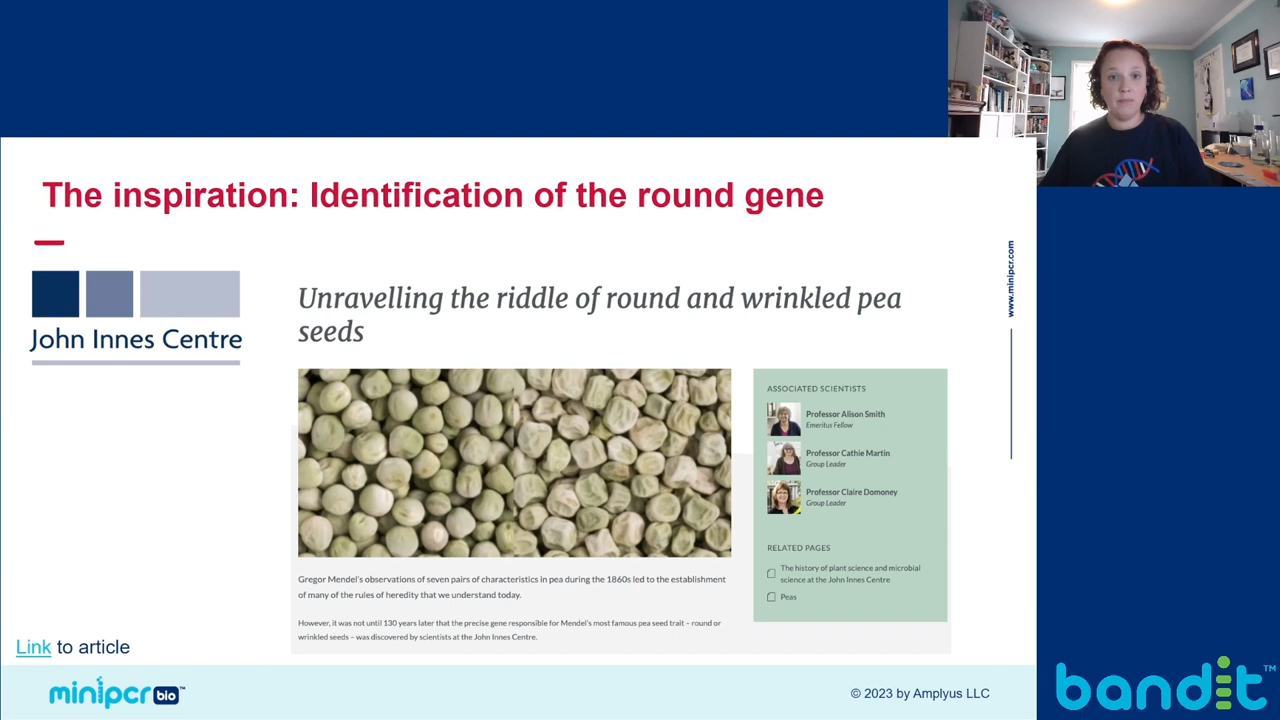 The inspiration: Identification of the round gene
www.minipcr.com
John Innes Centre
Unravelling the riddle of round and wrinkled pea
seeds
ASSOCIATED SCIENTISTS
Professor Alison Smith
Emeritus Fellow
Professor Cathie Martin
Group Leader
Professor Claire Domoney
Group Leader
RELATED PAGES
The history of plant science and microbial
science at the John Innes Centre
Peas
Gregor Mendel's observations of seven pairs of characteristics in pea during the 1860s led to the establishment
of many of the rules of heredity that we understand today.
However, it was not until 130 years later that the precise gene responsible for Mendel's most famous pea seed trait – round or
wrinkled seeds – was discovered by scientists at the John Innes Centre.
Link to article
minipcr bio™
© 2023 by Amplyus LLC
bandit™